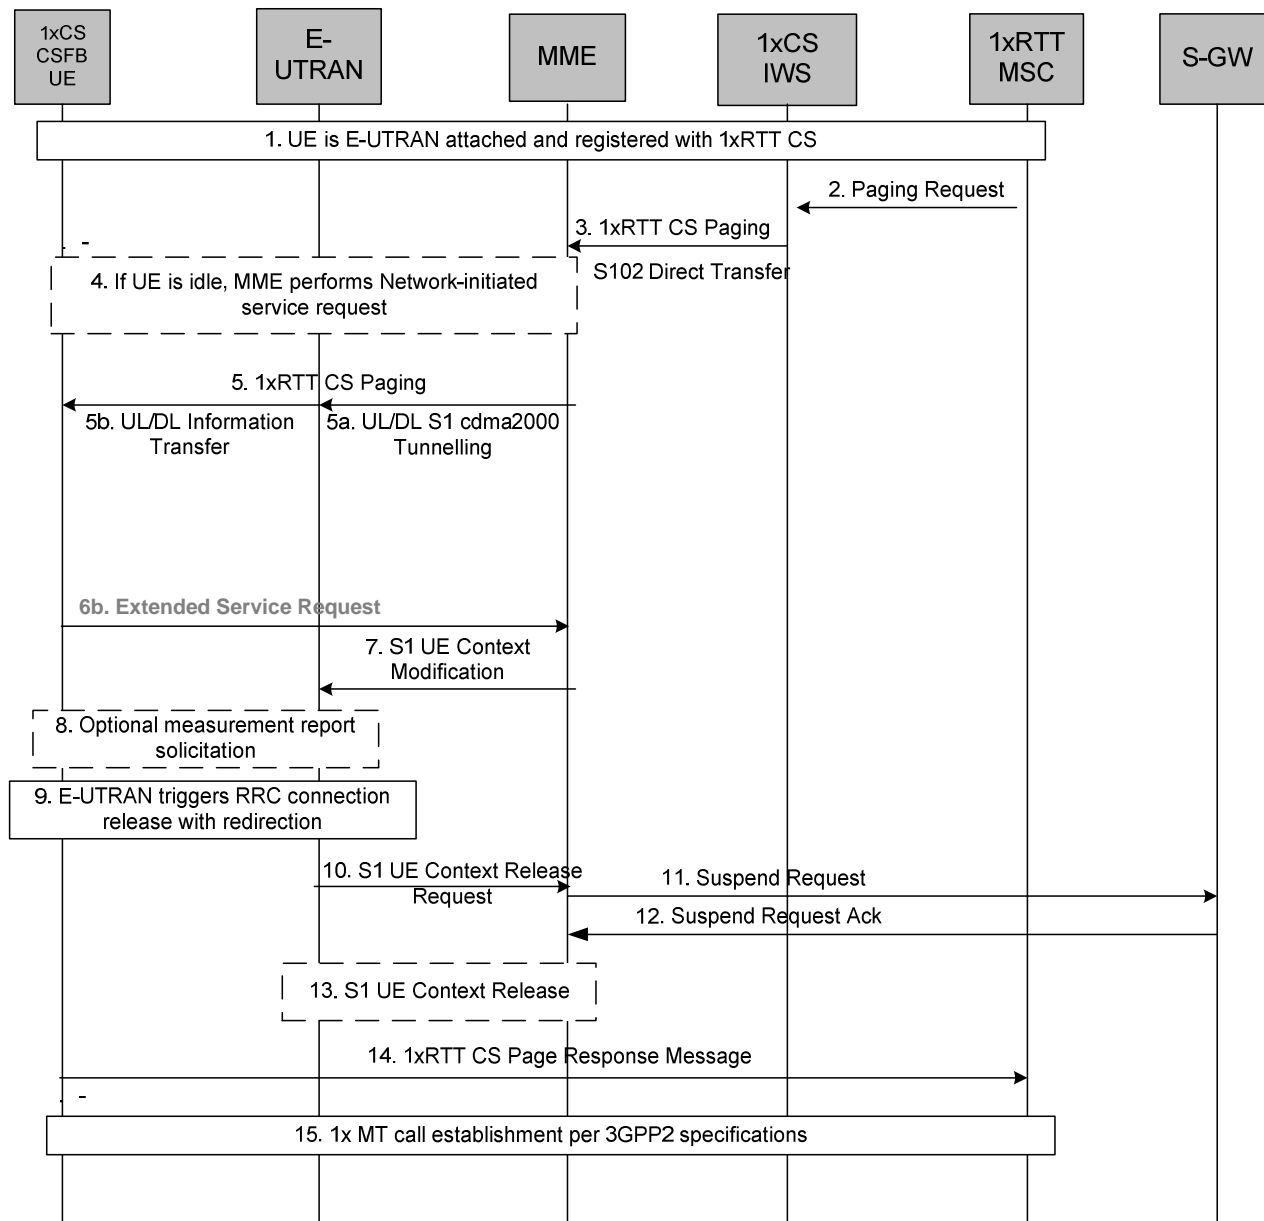 1xCS
CSFB
UE
E-
UTRAN
MME
1xCS
IWS
1xRTT
MSC
S-GW
1. UE is E-UTRAN attached and registered with 1xRTT CS
2. Paging Request
3. 1xRTT CS Paging
S102 Direct Transfer
4. If UE is idle, MME performs Network-initiated
service request
5. 1xRTT CS Paging
5b. UL/DL Information
Transfer
5a. UL/DL S1 cdma2000
Tunnelling
6b. Extended Service Request
7. S1 UE Context
Modification
8. Optional measurement report
solicitation
9. E-UTRAN triggers RRC connection
release with redirection
10. S1 UE Context Release
Request
11. Suspend Request
12. Suspend Request Ack
13. S1 UE Context Release
14. 1xRTT CS Page Response Message
15. 1x MT call establishment per 3GPP2 specifications